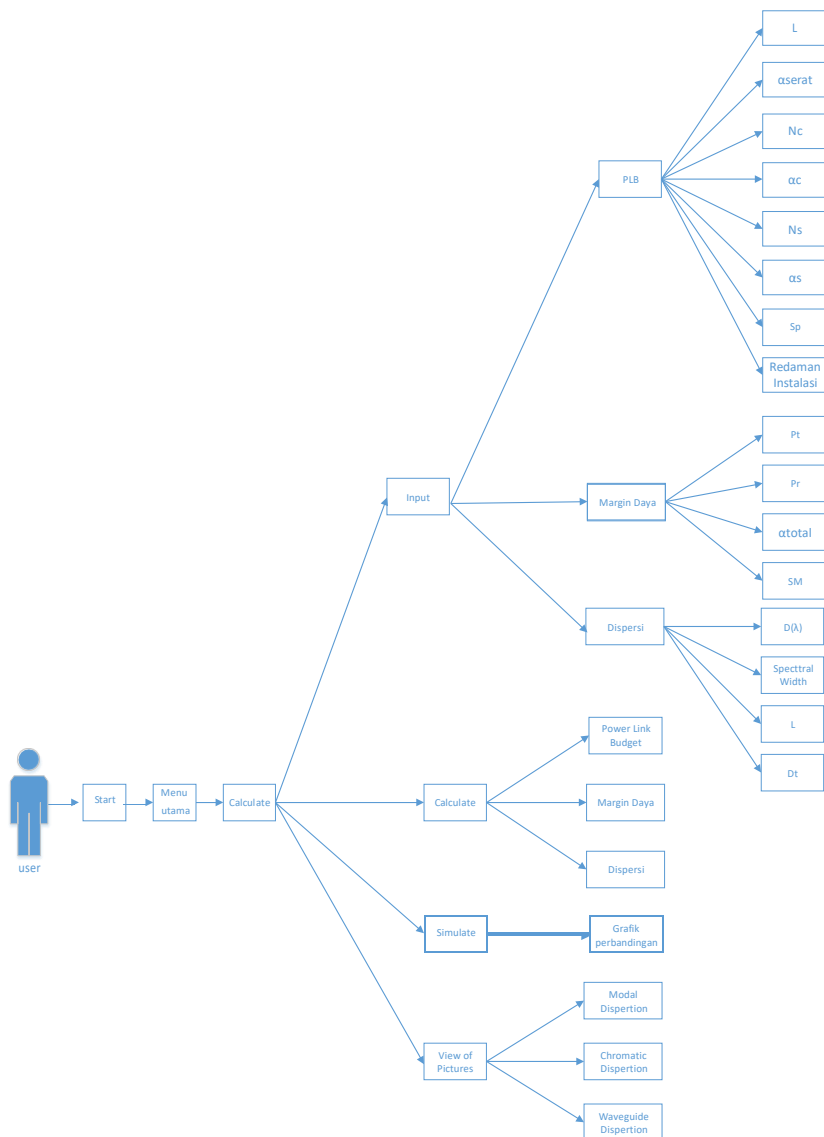 L
αserat
Nc
PLB
αc
Ns
αs
Sp
Redaman
Instalasi
Pt
Input
Pr
Margin Daya
αtotal
SM
Dispersi
D(λ)
Specttral
Width
L
Dt
Power Link
Budget
user
Start
Menu
utama
Calculate
Calculate
Margin Daya
Dispersi
Simulate
Grafik
perbandingan
Modal
Dispertion
View of
Pictures
Chromatic
Dispertion
Waveguide
Dispertion